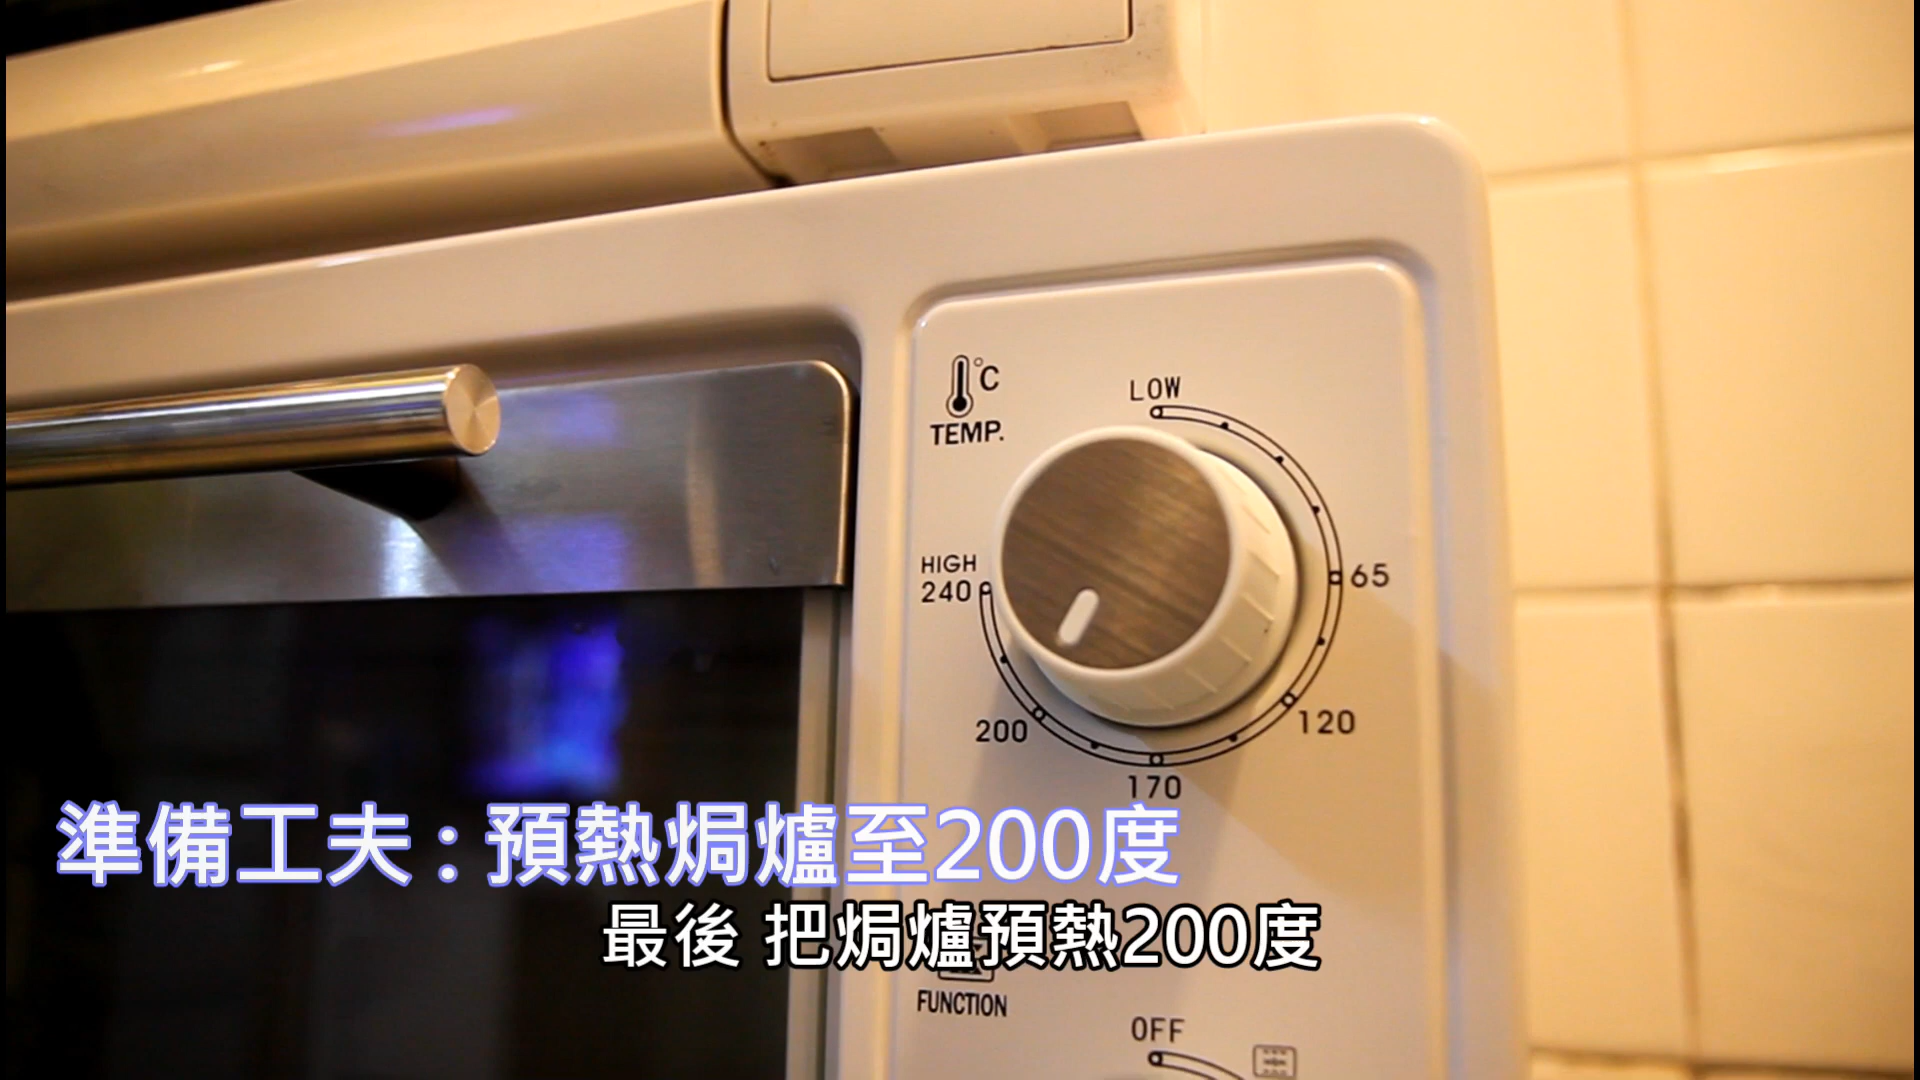 °C
TEMP.
LOW
HIGH
240
65
200
120
170
準備工夫：預熱焗爐至200度
最後 把焗爐預熱200度
FUNCTION
OFF